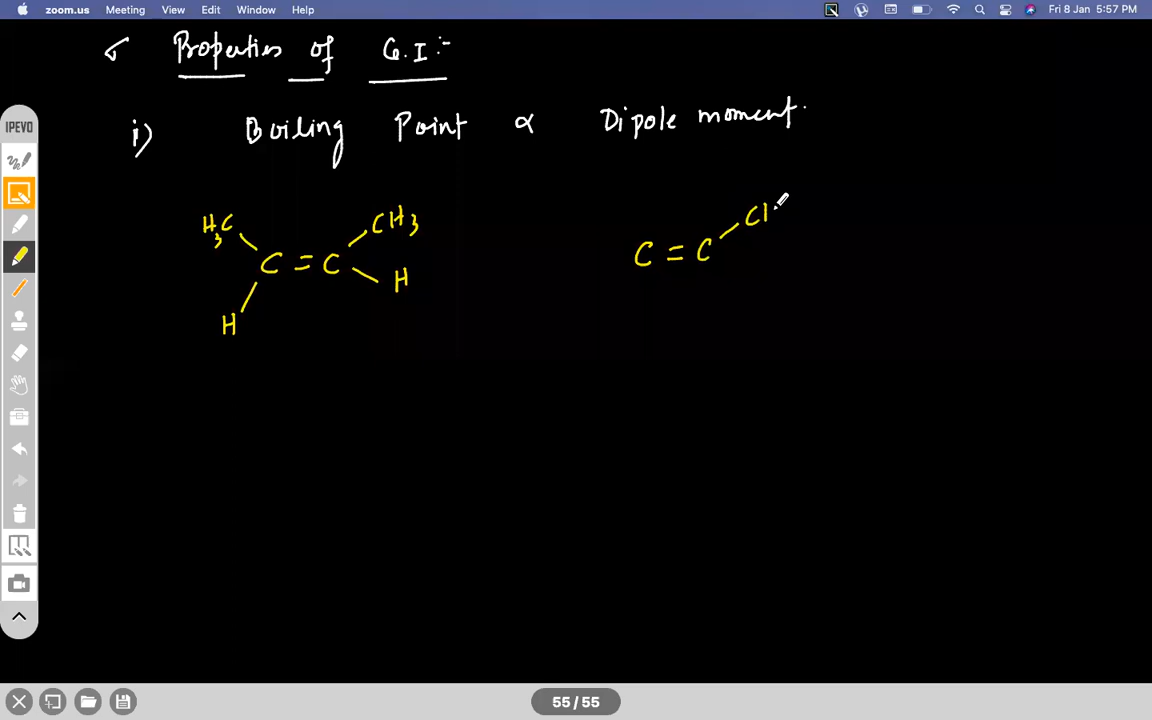 zoom.us Meeting View Edit Window Help Fri 8 Jan 5:57 PM
Properties of G.I :-
IPEVO
i) Boiling Point ∝ Dipole moment.
H3C CH3 Cl
C = C C = C
H
H
55 / 55